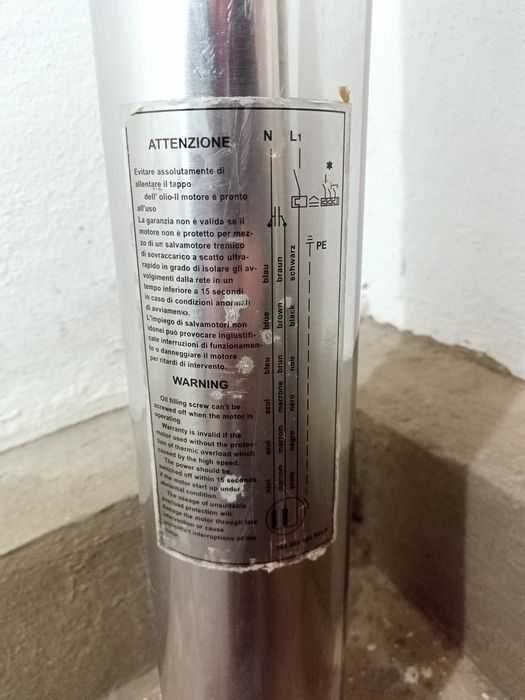 ATTENZIONE
Evitare assolutamente di
allentare il tappo
dell' olio-Il motore è pronto
all'uso
La garanzia non è valida se il
motore non è protetto per mez-
zo di un salvamotore tremico
di sovraccarico a scatto ultra-
rapido in grado di isolare gli av-
volgimenti dalla rete in un
tempo inferiore a 15 secondi
in caso di condizioni anormali
di avviamento.
L'impiego di salvamotori non
idonei può provocare ingiustifi-
cate interruzioni di funzionamen-
to o danneggiare il motore
per ritardi di intervento.
WARNING
Oil filling screw can't be
screwed off when the motor is
operating
Warranty is invalid if the
motor used without the protec-
tion of thermic overload which
caused by the high speed.
The power should be,
switched off within 15 seconds
if the motor start up under
abnormal condition.
The useage of unsuitable
overload protection will
damage the motor through late
intervention or cause
interruptions of the
N L1
PE
blau braun schwarz
blue brown black
bleu brun noir
azul marrone nero
azul marrom negro
azul